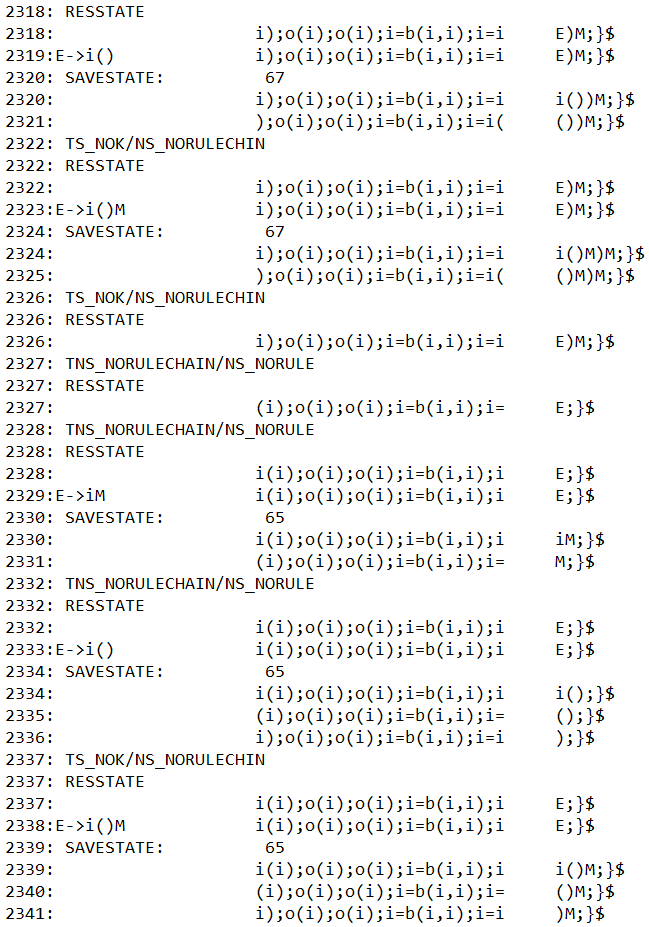 2318: RESSTATE
2318:                    i);o(i);o(i);i=b(i,i);i=i     E)M;}$
2319:E->i()              i);o(i);o(i);i=b(i,i);i=i     E)M;}$
2320: SAVESTATE:          67
2320:                    i);o(i);o(i);i=b(i,i);i=i     i())M;}$
2321:                    );o(i);o(i);i=b(i,i);i=i(     ())M;}$
2322: TS_NOK/NS_NORULECHIN
2322: RESSTATE
2322:                    i);o(i);o(i);i=b(i,i);i=i     E)M;}$
2323:E->i()M             i);o(i);o(i);i=b(i,i);i=i     E)M;}$
2324: SAVESTATE:          67
2324:                    i);o(i);o(i);i=b(i,i);i=i     i()M)M;}$
2325:                    );o(i);o(i);i=b(i,i);i=i(     ()M)M;}$
2326: TS_NOK/NS_NORULECHIN
2326: RESSTATE
2326:                    i);o(i);o(i);i=b(i,i);i=i     E)M;}$
2327: TNS_NORULECHAIN/NS_NORULE
2327: RESSTATE
2327:                    (i);o(i);o(i);i=b(i,i);i=     E;}$
2328: TNS_NORULECHAIN/NS_NORULE
2328: RESSTATE
2328:                    i(i);o(i);o(i);i=b(i,i);i     E;}$
2329:E->iM               i(i);o(i);o(i);i=b(i,i);i     E;}$
2330: SAVESTATE:          65
2330:                    i(i);o(i);o(i);i=b(i,i);i     iM;}$
2331:                    (i);o(i);o(i);i=b(i,i);i=     M;}$
2332: TNS_NORULECHAIN/NS_NORULE
2332: RESSTATE
2332:                    i(i);o(i);o(i);i=b(i,i);i     E;}$
2333:E->i()              i(i);o(i);o(i);i=b(i,i);i     E;}$
2334: SAVESTATE:          65
2334:                    i(i);o(i);o(i);i=b(i,i);i     i();}$
2335:                    (i);o(i);o(i);i=b(i,i);i=     ();}$
2336:                    i);o(i);o(i);i=b(i,i);i=i     );}$
2337: TS_NOK/NS_NORULECHIN
2337: RESSTATE
2337:                    i(i);o(i);o(i);i=b(i,i);i     E;}$
2338:E->i()M             i(i);o(i);o(i);i=b(i,i);i     E;}$
2339: SAVESTATE:          65
2339:                    i(i);o(i);o(i);i=b(i,i);i     i()M;}$
2340:                    (i);o(i);o(i);i=b(i,i);i=     ()M;}$
2341:                    i);o(i);o(i);i=b(i,i);i=i     )M;}$